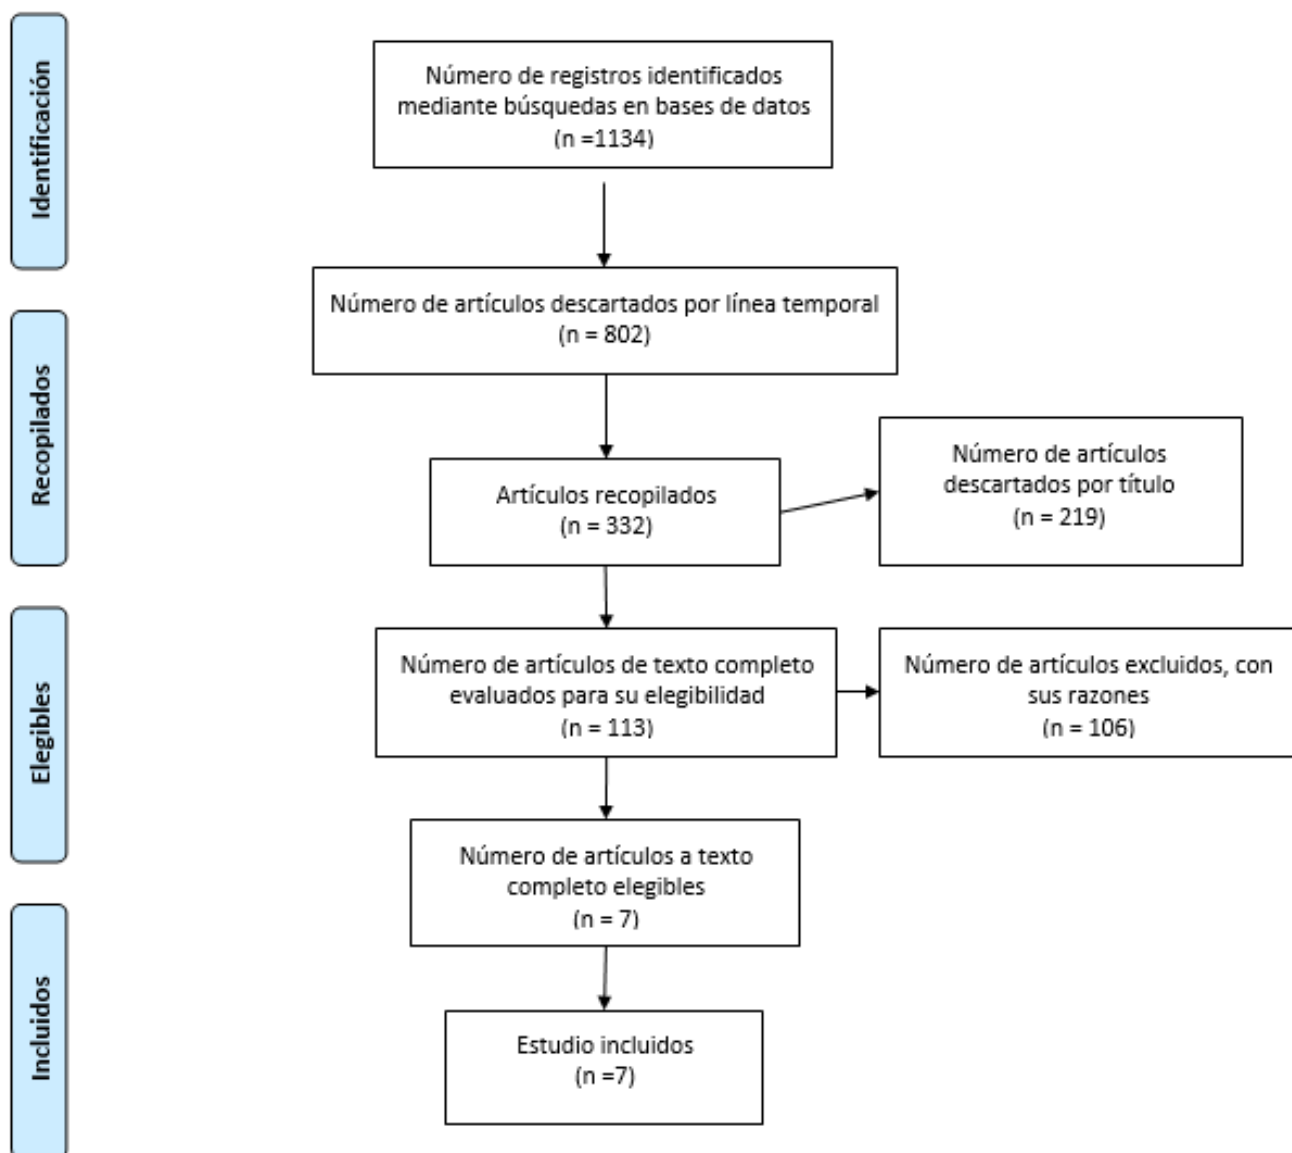 Identificación
Número de registros identificados
mediante búsquedas en bases de datos
(n =1134)
Número de artículos descartados por línea temporal
(n = 802)
Recopilados
Artículos recopilados
(n = 332)
Número de artículos
descartados por título
(n = 219)
Elegibles
Número de artículos de texto completo
evaluados para su elegibilidad
(n = 113)
Número de artículos excluidos, con
sus razones
(n = 106)
Número de artículos a texto
completo elegibles
(n = 7)
Incluidos
Estudio incluidos
(n =7)